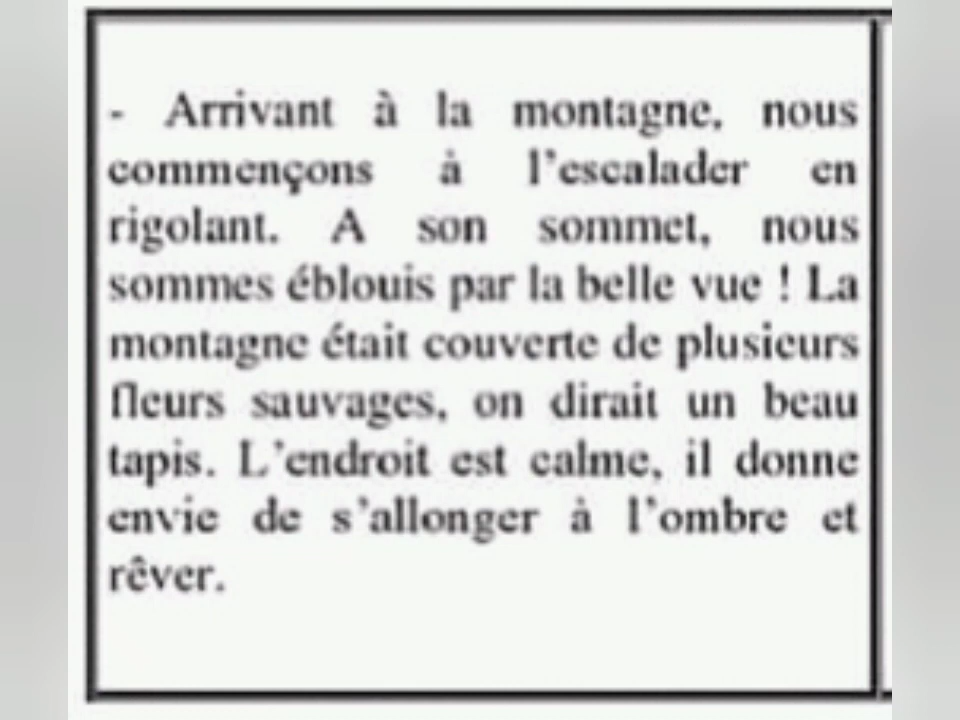 - Arrivant à la montagne, nous
commençons à l'escalader en
rigolant. A son sommet, nous
sommes éblouis par la belle vue ! La
montagne était couverte de plusieurs
fleurs sauvages, on dirait un beau
tapis. L'endroit est calme, il donne
envie de s'allonger à l'ombre et
rêver.